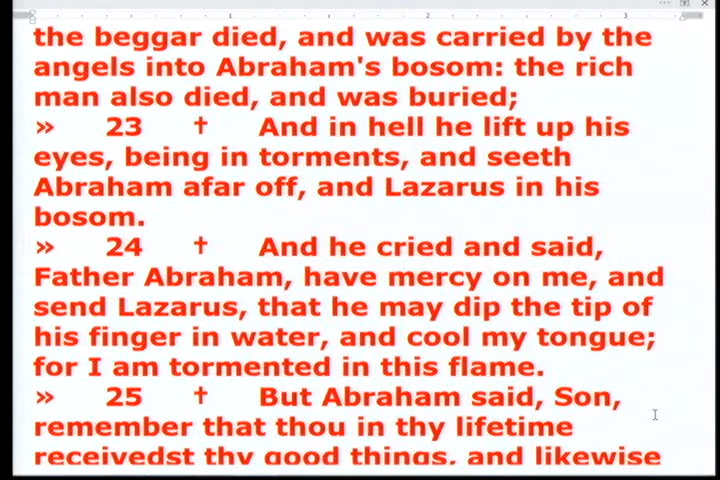 the beggar died, and was carried by the
angels into Abraham's bosom: the rich
man also died, and was buried;
» 23 † And in hell he lift up his
eyes, being in torments, and seeth
Abraham afar off, and Lazarus in his
bosom.
» 24 † And he cried and said,
Father Abraham, have mercy on me, and
send Lazarus, that he may dip the tip of
his finger in water, and cool my tongue;
for I am tormented in this flame.
» 25 † But Abraham said, Son,
remember that thou in thy lifetime
receivedst thy good things, and likewise